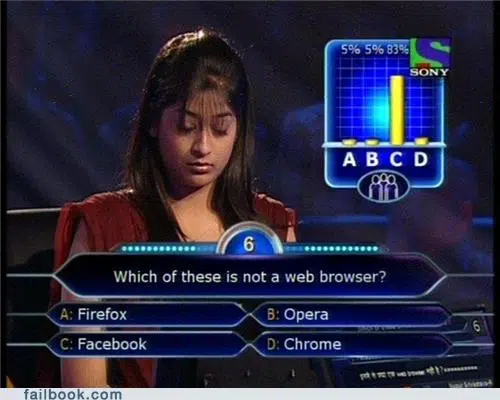 5% 5% 83%
SONY
A B C D
6
Which of these is not a web browser?
A: Firefox
B: Opera
C: Facebook
D: Chrome
6
failbook.com